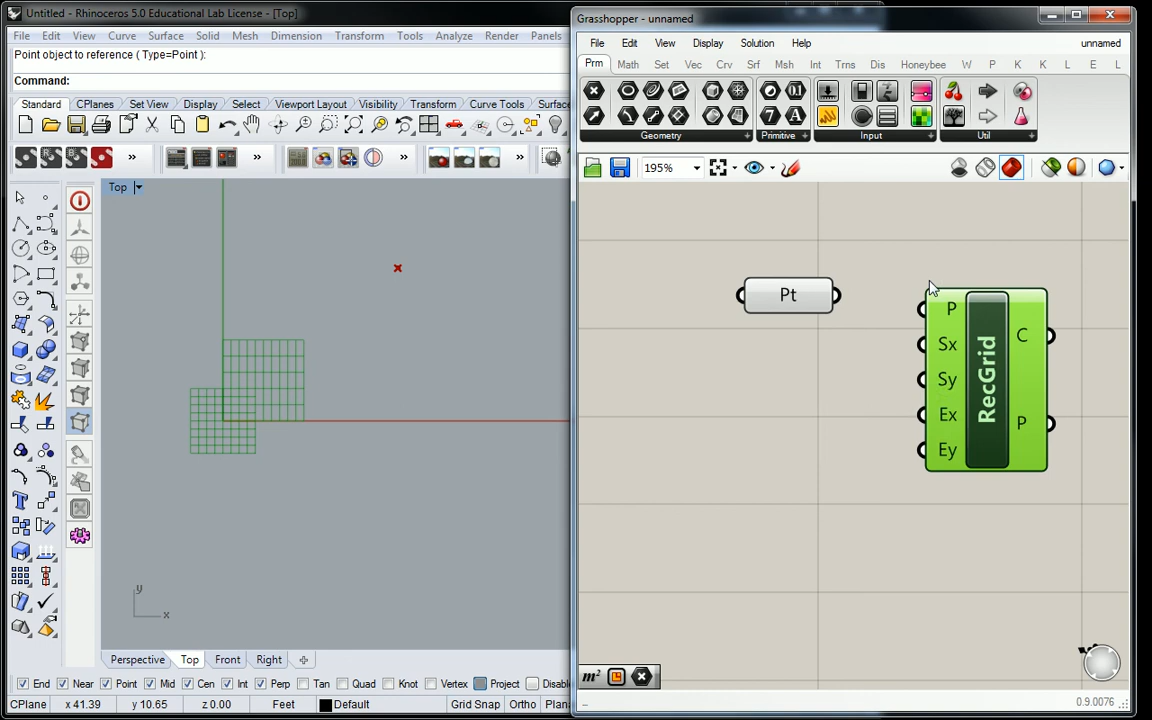 Untitled - Rhinoceros 5.0 Educational Lab License - [Top]
File Edit View Curve Surface Solid Mesh Dimension Transform Tools Analyze Render Panels
Point object to reference ( Type=Point ):
Command:
Standard CPlanes Set View Display Select Viewport Layout Visibility Transform Curve Tools Surfac
» » » »
Top
y
x
Perspective Top Front Right
End Near Point Mid Cen Int Perp Tan Quad Knot Vertex Project Disable
CPlane x 41.39 y 10.65 z 0.00 Feet Default Grid Snap Ortho Plana
Grasshopper - unnamed
File Edit View Display Solution Help unnamed
Prm Math Set Vec Crv Srf Msh Int Trns Dis Honeybee W P K K L E L
Geometry Primitive Input Util
195%
Pt
P
Sx
Sy
Ex
Ey
RecGrid
C
P
m²
0.9.0076